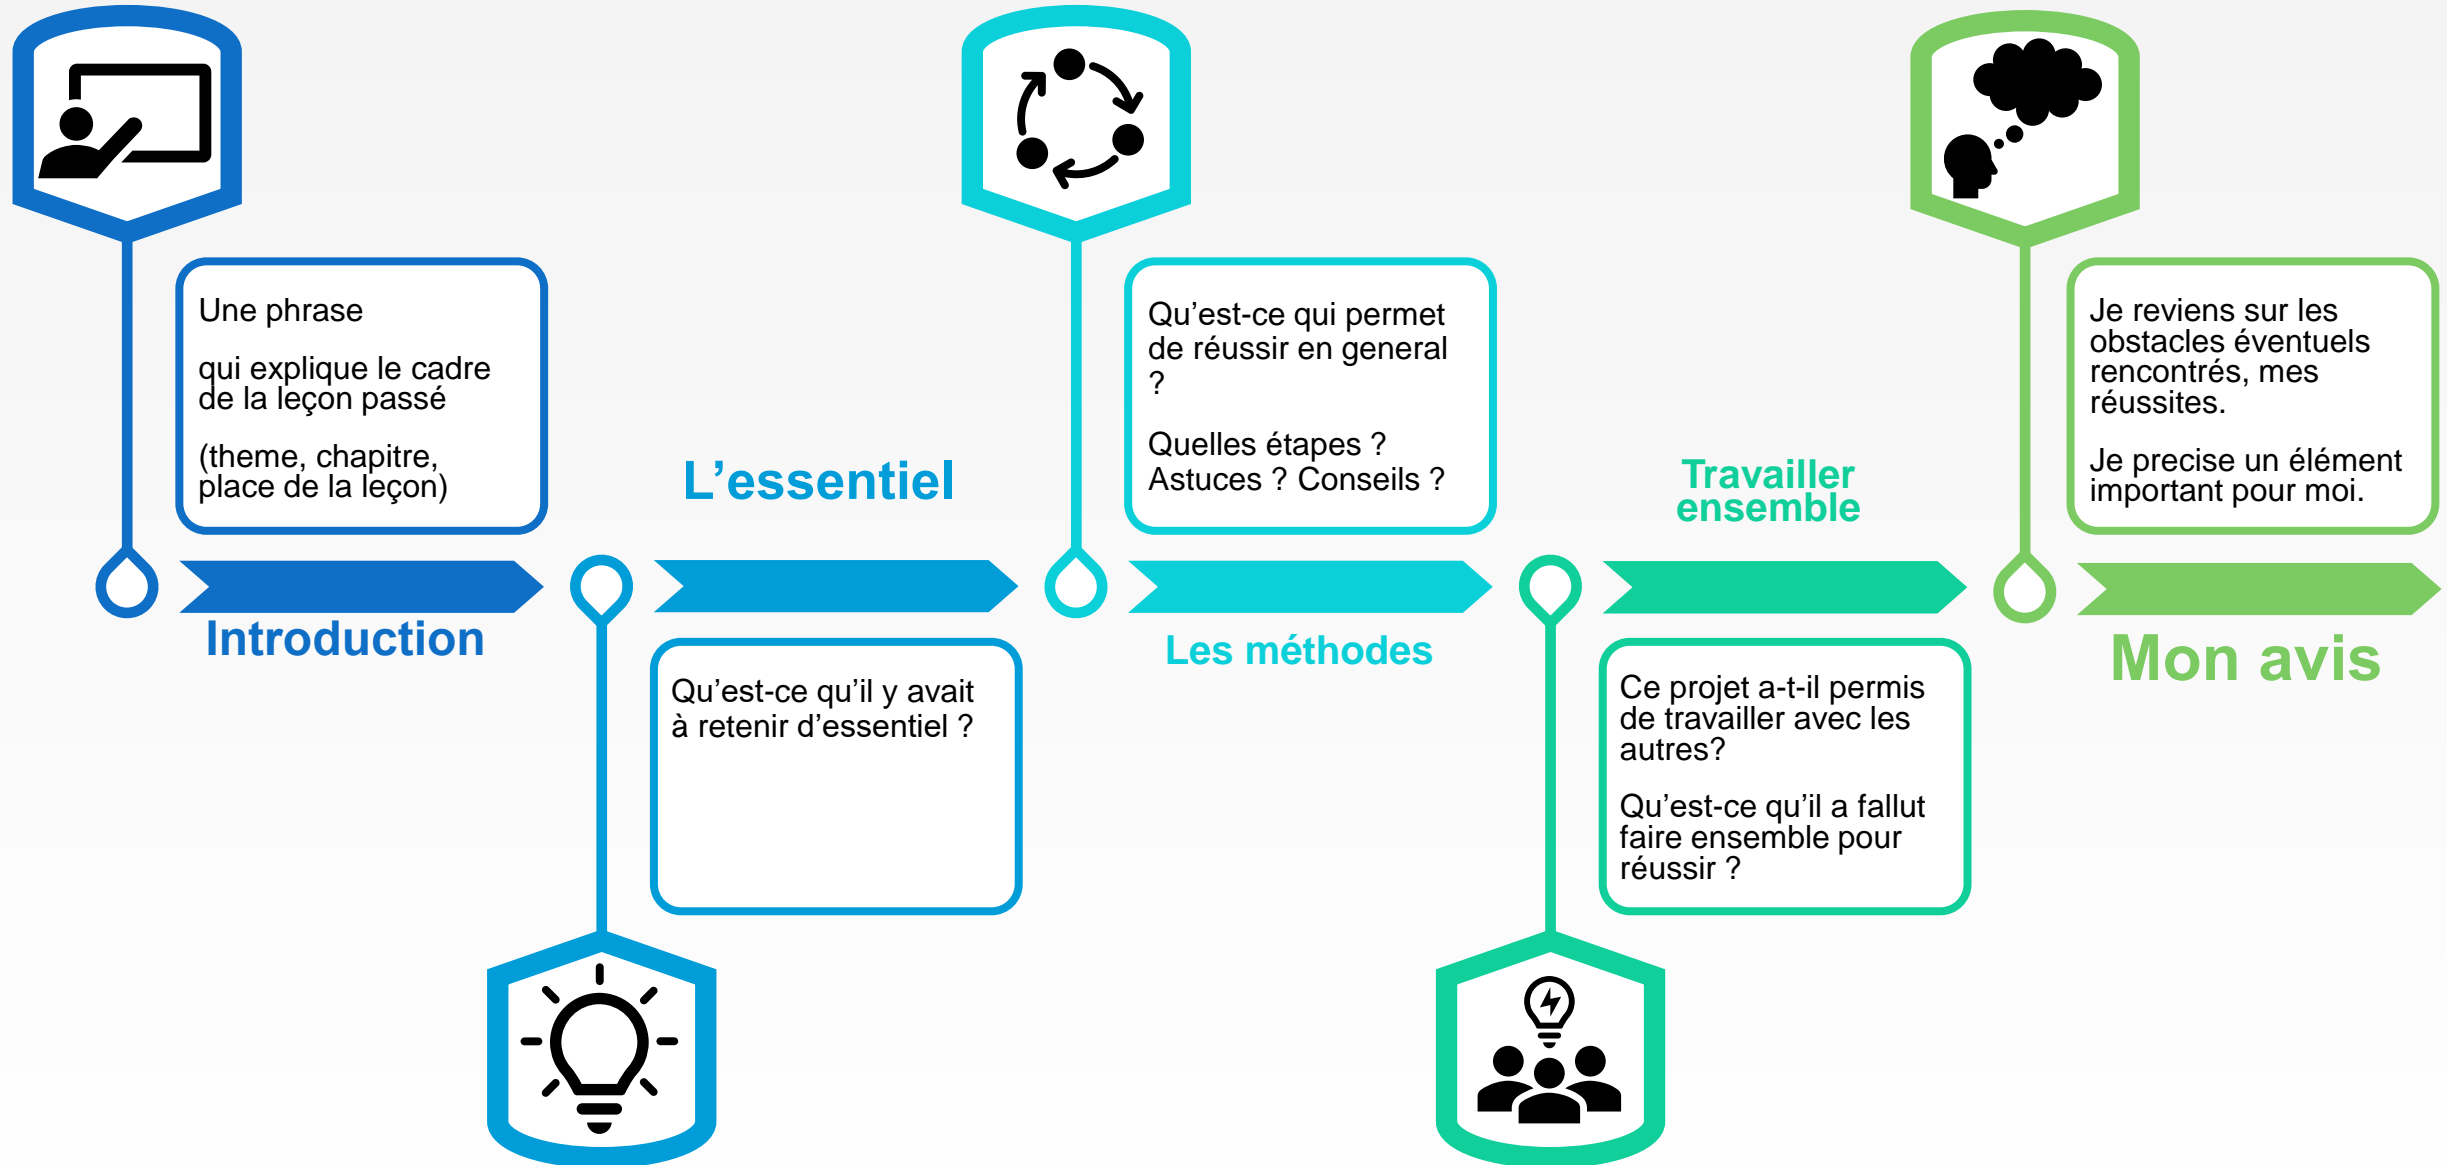 Une phrase
qui explique le cadre
de la leçon passé
(theme, chapitre,
place de la leçon)
Introduction
L’essentiel
Qu’est-ce qu’il y avait
à retenir d’essentiel ?
Qu’est-ce qui permet
de réussir en general
?
Quelles étapes ?
Astuces ? Conseils ?
Les méthodes
Travailler
ensemble
Ce projet a-t-il permis
de travailler avec les
autres?
Qu’est-ce qu’il a fallut
faire ensemble pour
réussir ?
Je reviens sur les
obstacles éventuels
rencontrés, mes
réussites.
Je precise un élément
important pour moi.
Mon avis